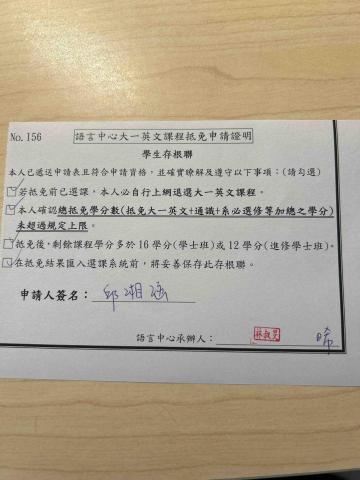 No.156 語言中心大一英文課程抵免申請證明
學生存根聯
本人已遞送申請表且符合申請資格，並確實瞭解及遵守以下事項：(請勾選)
若抵免前已選課，本人必自行上網退選大一英文課程。
本人確認總抵免學分數(抵免大一英文+通識+系必選修等加總之學分)
未超過規定上限。
抵免後，剩餘課程學分多於16學分(學士班)或12學分(進修學士班)。
在抵免結果匯入選課系統前，將妥善保存此存根聯。
申請人簽名：邱湘涵
語言中心承辦人：